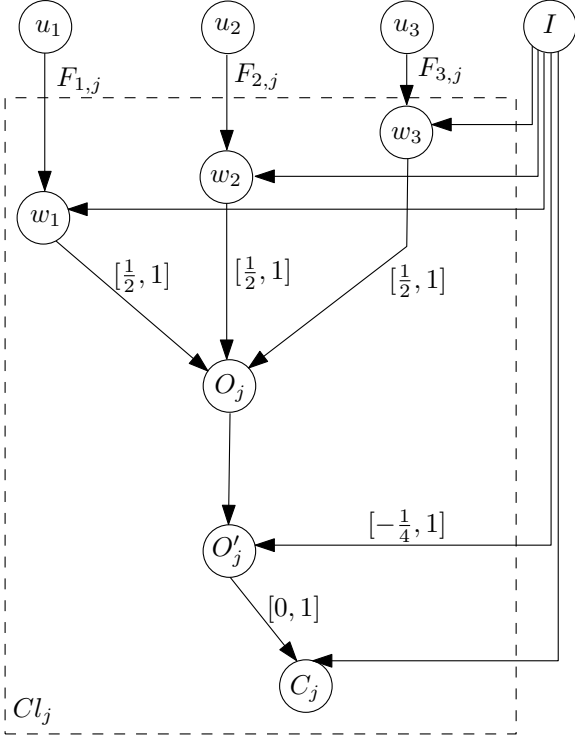 u₁ u₂ u₃ I
F₁,ⱼ F₂,ⱼ F₃,ⱼ
w₃
w₂
w₁
[½, 1] [½, 1] [½, 1]
Oⱼ
[-¼, 1]
O′ⱼ
[0, 1]
Cⱼ
Clⱼ